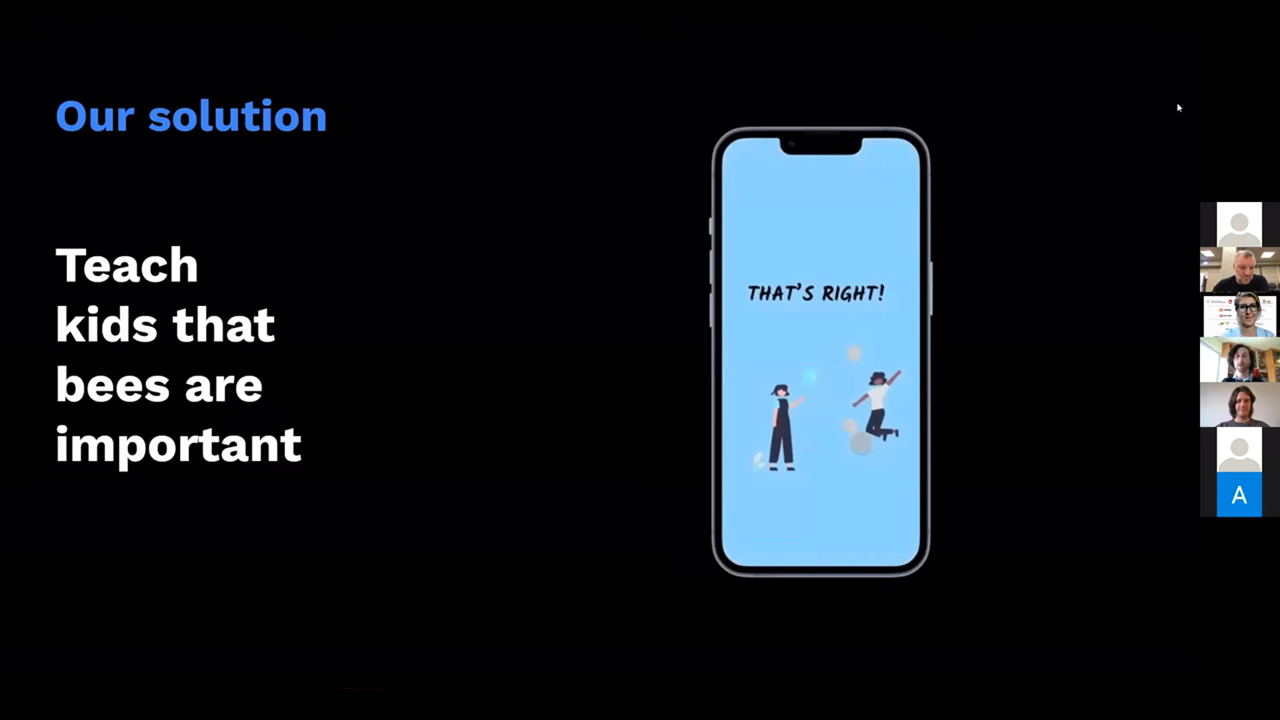 Our solution
Teach
kids that
bees are
important
THAT'S RIGHT!
A